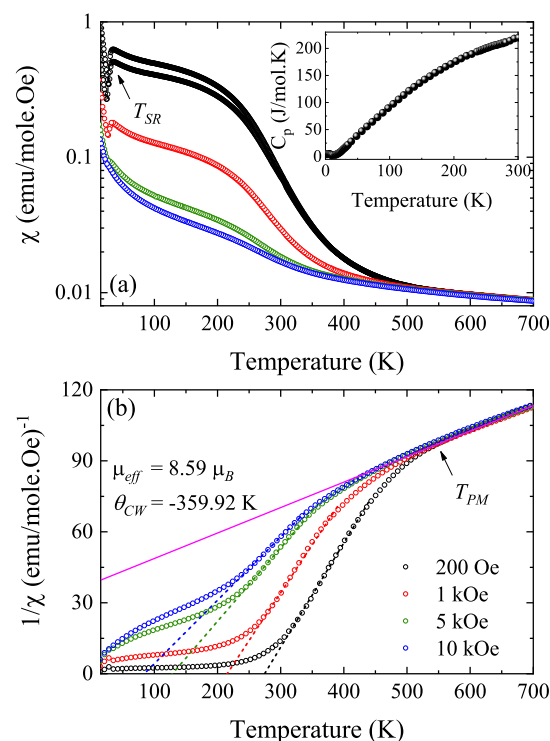 1
0.1
0.01
χ (emu/mole.Oe)
T_SR
(a)
200
150
100
50
0
C_p (J/mol.K)
0 100 200 300
Temperature (K)
100 200 300 400 500 600 700
Temperature (K)
120
90
60
30
0
1/χ (emu/mole.Oe)^-1
(b)
μ_eff = 8.59 μ_B
θ_CW = -359.92 K
T_PM
200 Oe
1 kOe
5 kOe
10 kOe
100 200 300 400 500 600 700
Temperature (K)